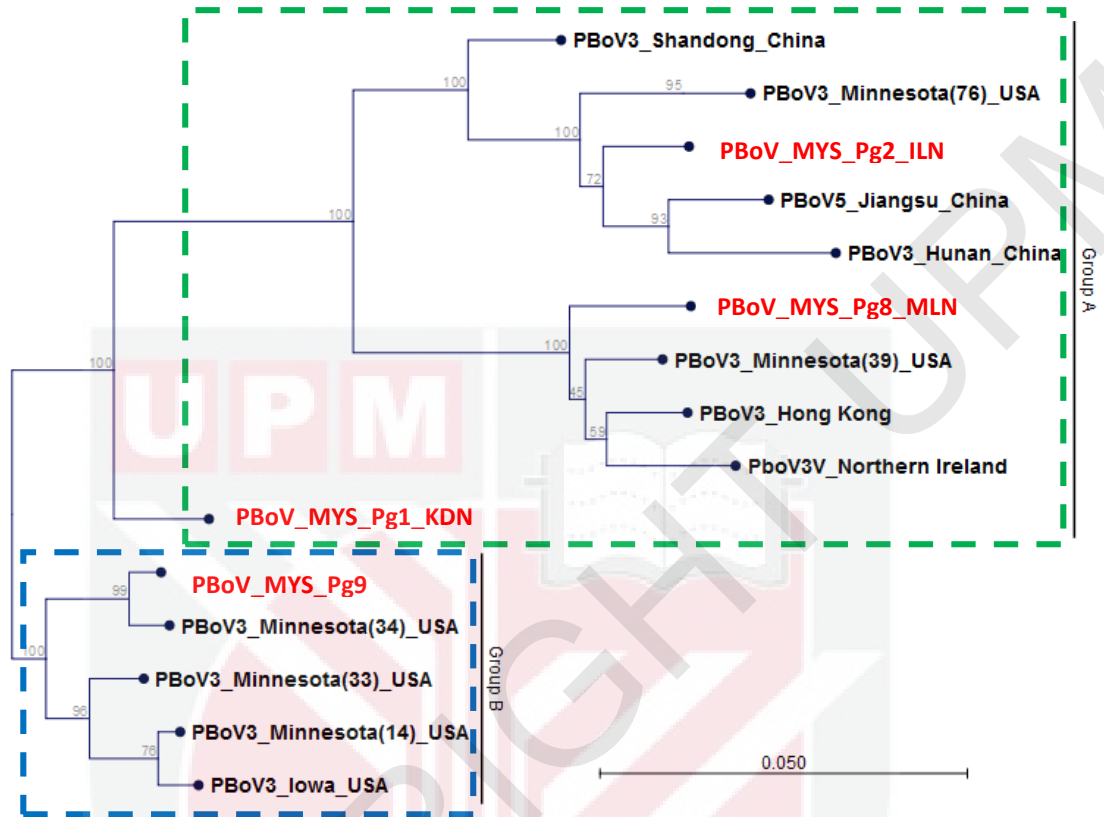 PBoV3_Shandong_China
100
95
PBoV3_Minnesota(76)_USA
100
PBoV_MYS_Pg2_ILN
72
PBoV5_Jiangsu_China
93
100
PBoV3_Hunan_China
Group A
PBoV_MYS_Pg8_MLN
100
PBoV3_Minnesota(39)_USA
100
45
PBoV3_Hong Kong
59
PboV3V_Northern Ireland
UPM
PBoV_MYS_Pg1_KDN
PBoV_MYS_Pg9
99
PBoV3_Minnesota(34)_USA
100
PBoV3_Minnesota(33)_USA
Group B
96
PBoV3_Minnesota(14)_USA
76
PBoV3_Iowa_USA
0.050
PIGHT UPM